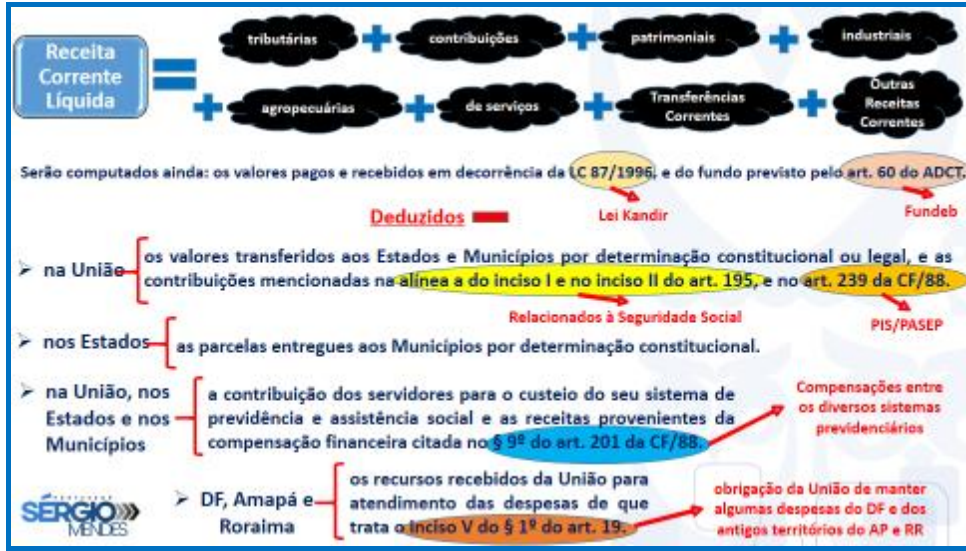 Receita
Corrente
Líquida
tributárias
contribuições
patrimoniais
industriais
agropecuárias
de serviços
Transferências
Correntes
Outras
Receitas
Correntes
Serão computados ainda: os valores pagos e recebidos em decorrência da LC 87/1996, e do fundo previsto pelo art. 60 do ADCT.
Lei Kandir
Fundeb
Deduzidos
na União
os valores transferidos aos Estados e Municípios por determinação constitucional ou legal, e as
contribuições mencionadas na alínea a do inciso I e no inciso II do art. 195, e no art. 239 da CF/88.
Relacionados à Seguridade Social
PIS/PASEP
nos Estados
as parcelas entregues aos Municípios por determinação constitucional.
na União, nos
Estados e nos
Municípios
a contribuição dos servidores para o custeio do seu sistema de
previdência e assistência social e as receitas provenientes da
compensação financeira citada no § 9º do art. 201 da CF/88.
Compensações entre
os diversos sistemas
previdenciários
DF, Amapá e
Roraima
os recursos recebidos da União para
atendimento das despesas de que
trata o inciso V do § 1º do art. 19.
obrigação da União de manter
algumas despesas do DF e dos
antigos territórios do AP e RR
SÉRGIO
MENDES